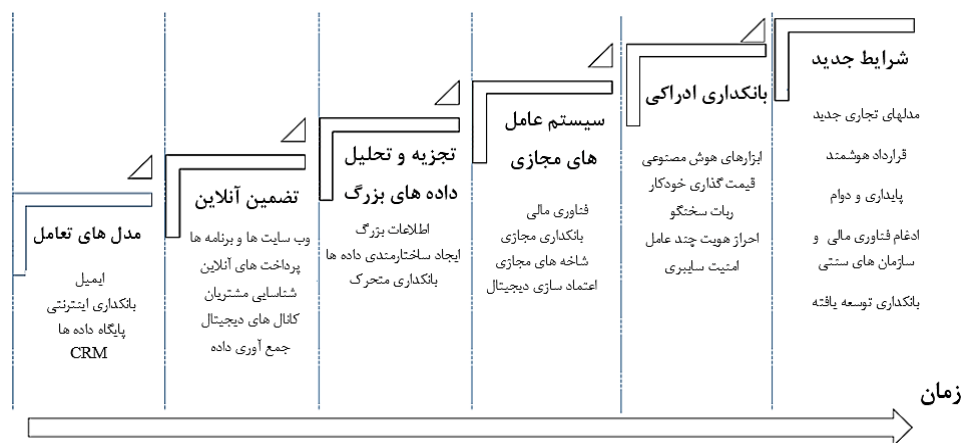 مدل های تعامل
ایمیل
بانکداری اینترنتی
پایگاه داده ها
CRM
تضمین آنلاین
وب سایت ها و برنامه ها
پرداخت های آنلاین
شناسایی مشتریان
کانال های دیجیتال
جمع آوری داده
تجزیه و تحلیل
داده های بزرگ
اطلاعات بزرگ
ایجاد ساختارمندی داده ها
بانکداری متحرک
سیستم عامل
های مجازی
فناوری مالی
بانکداری مجازی
شاخه های مجازی
اعتماد سازی دیجیتال
بانکداری ادراکی
ابزارهای هوش مصنوعی
قیمت گذاری خودکار
ربات سخنگو
احراز هویت چند عامل
امنیت سایبری
شرایط جدید
مدلهای تجاری جدید
قرارداد هوشمند
پایداری و دوام
ادغام فناوری مالی و
سازمان های سنتی
بانکداری توسعه یافته
زمان